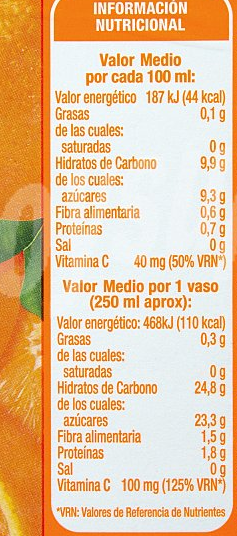 INFORMACIÓN
NUTRICIONAL
Valor Medio
por cada 100 ml:
Valor energético 187 kJ (44 kcal)
Grasas 0,1 g
de las cuales:
saturadas 0 g
Hidratos de Carbono 9,9 g
de los cuales:
azúcares 9,3 g
Fibra alimentaria 0,6 g
Proteínas 0,7 g
Sal 0 g
Vitamina C 40 mg (50% VRN*)
Valor Medio por 1 vaso
(250 ml aprox):
Valor energético: 468kJ (110 kcal)
Grasas 0,3 g
de las cuales:
saturadas 0 g
Hidratos de Carbono 24,8 g
de los cuales:
azúcares 23,3 g
Fibra alimentaria 1,5 g
Proteínas 1,8 g
Sal 0 g
Vitamina C 100 mg (125% VRN*)
*VRN: Valores de Referencia de Nutrientes